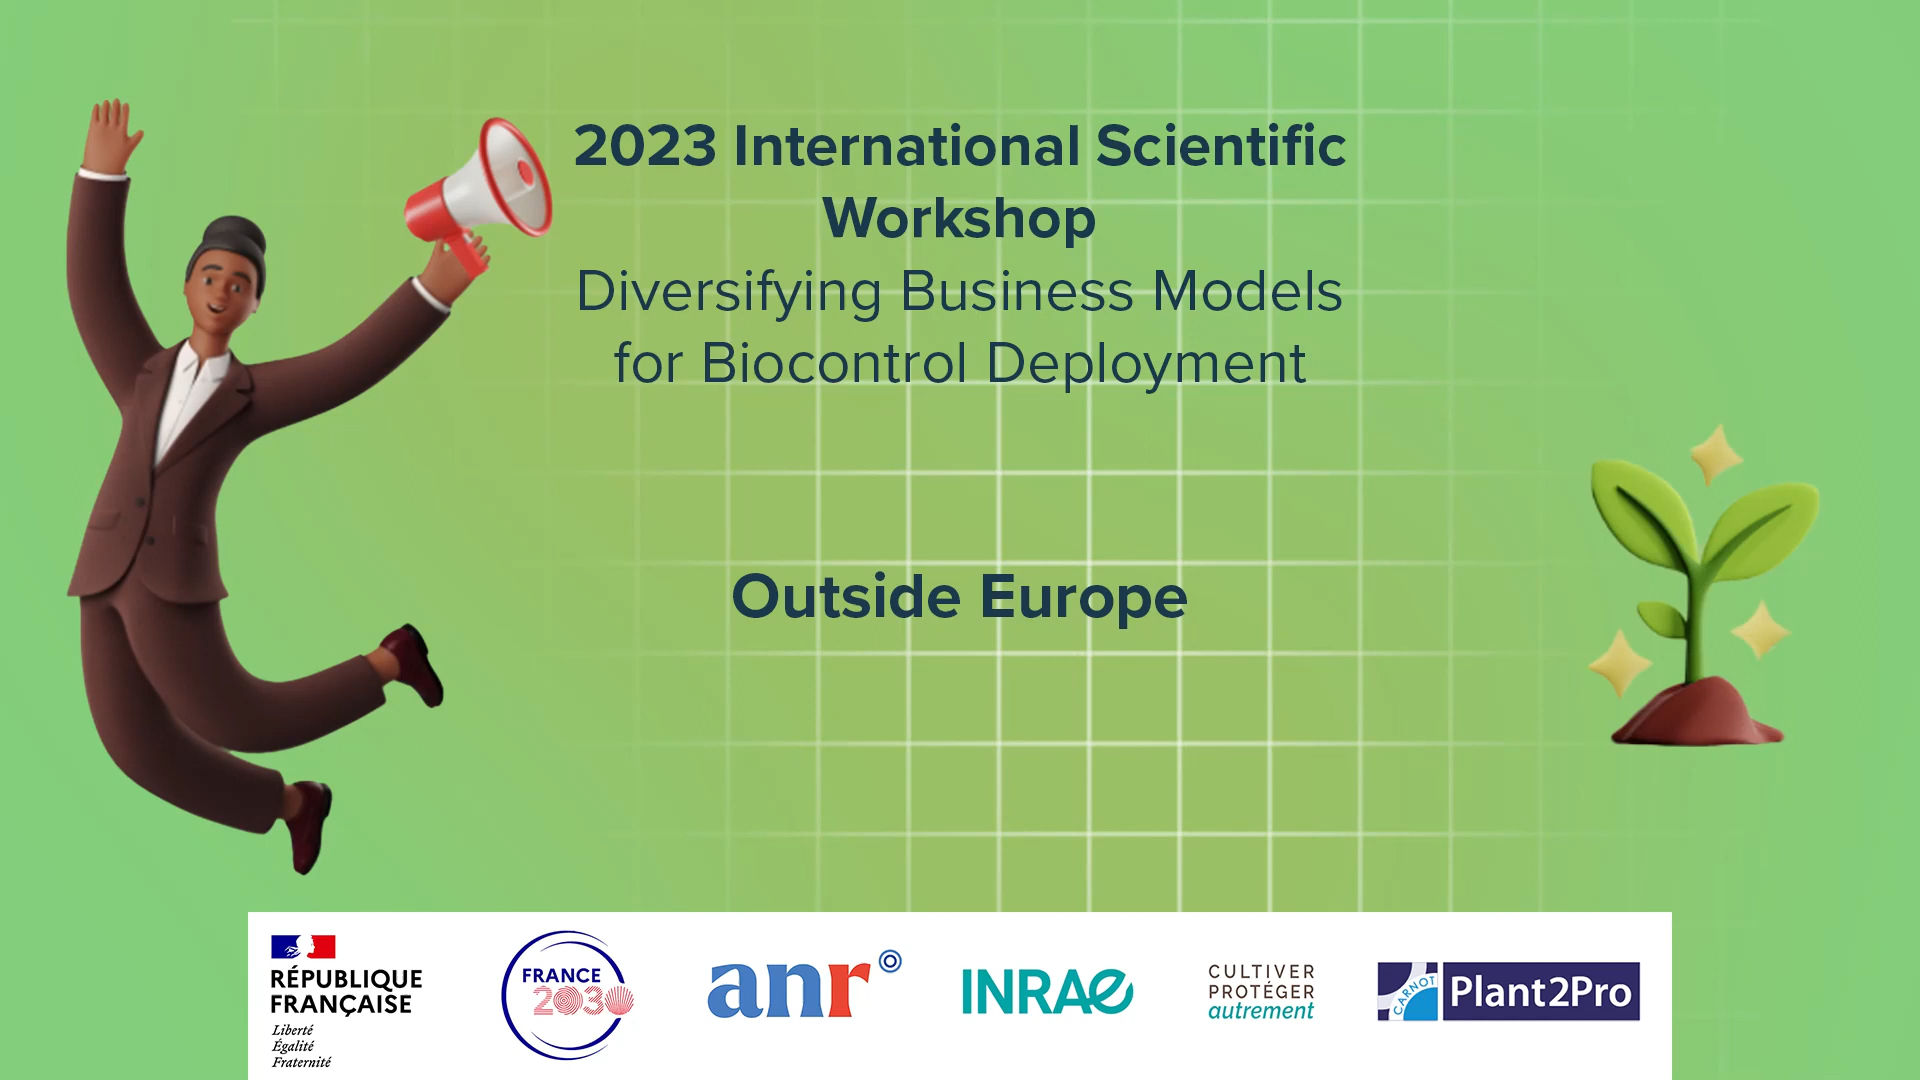 2023 International Scientific
Workshop
Diversifying Business Models
for Biocontrol Deployment
Outside Europe
RÉPUBLIQUE
FRANÇAISE
Liberté
Égalité
Fraternité
FRANCE
2030
anr
INRAE
CULTIVER
PROTÉGER
autrement
CARNOT
Plant2Pro